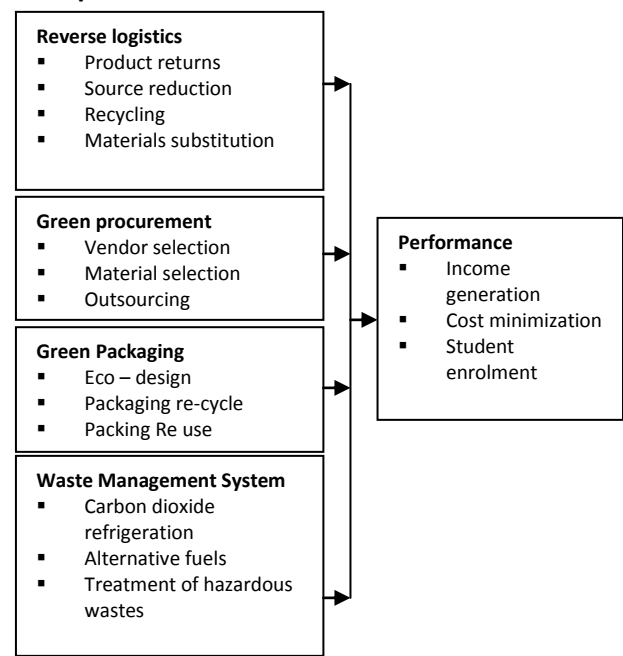 Reverse logistics
▪ Product returns
▪ Source reduction
▪ Recycling
▪ Materials substitution
Green procurement
▪ Vendor selection
▪ Material selection
▪ Outsourcing
Green Packaging
▪ Eco – design
▪ Packaging re-cycle
▪ Packing Re use
Waste Management System
▪ Carbon dioxide
refrigeration
▪ Alternative fuels
▪ Treatment of hazardous
wastes
Performance
▪ Income
generation
▪ Cost minimization
▪ Student
enrolment